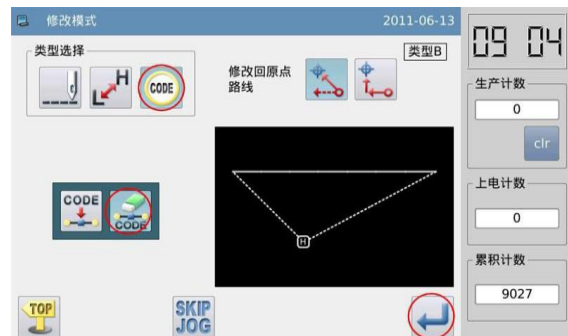 修改模式
2011-06-13
09 04
类型选择
H
L
CODE
修改回原点
路线
类型B
生产计数
0
clr
CODE
CODE
H
上电计数
0
累积计数
9027
TOP
SKIP
JOG